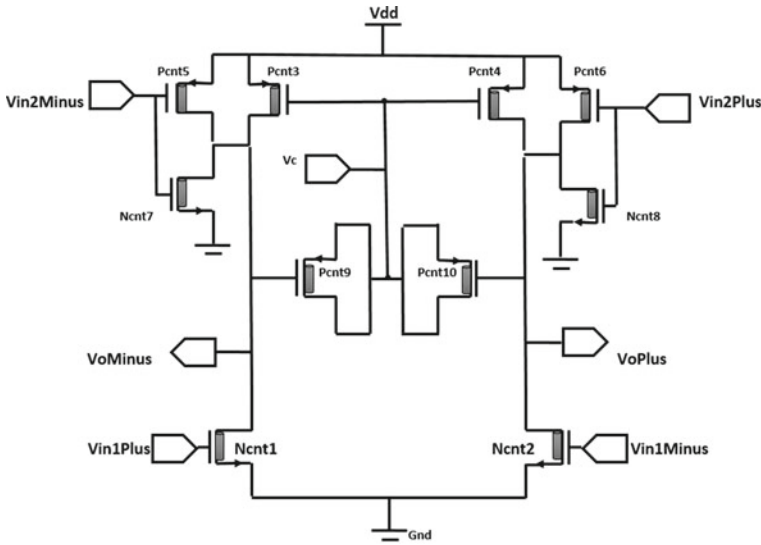 Vdd
Pcnt5
Pcnt3
Pcnt4
Pcnt6
Vin2Minus
Vin2Plus
Vc
Ncnt7
Ncnt8
Pcnt9
Pcnt10
VoMinus
VoPlus
Vin1Plus
Ncnt1
Ncnt2
Vin1Minus
Gnd